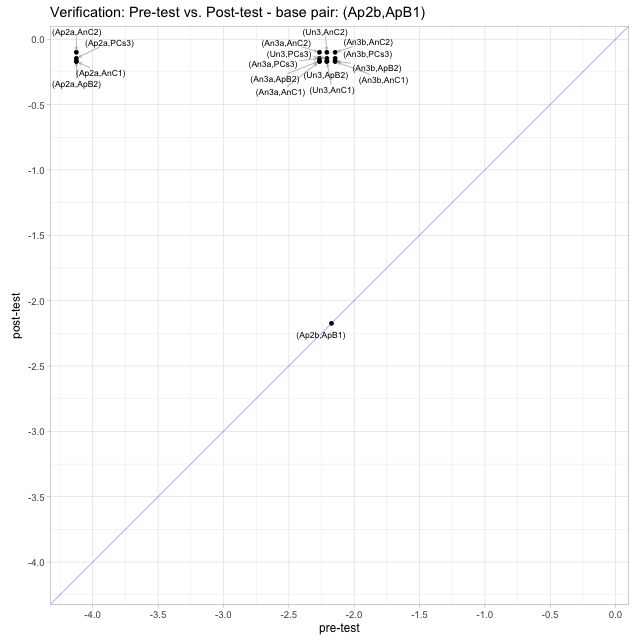 Verification: Pre-test vs. Post-test - base pair: (Ap2b,ApB1)
0.0
-0.5
-1.0
-1.5
-2.0
-2.5
-3.0
-3.5
-4.0
post-test
(Ap2a,AnC2)
(Ap2a,PCs3)
(Ap2a,AnC1)
(Ap2a,ApB2)
(Un3,AnC2)
(An3a,AnC2)
(An3b,AnC2)
(Un3,PCs3)
(An3b,PCs3)
(An3a,PCs3)
(An3b,ApB2)
(Un3,ApB2)
(An3a,ApB2)
(An3b,AnC1)
(Un3,AnC1)
(An3a,AnC1)
(Ap2b,ApB1)
-4.0 -3.5 -3.0 -2.5 -2.0 -1.5 -1.0 -0.5 0.0
pre-test